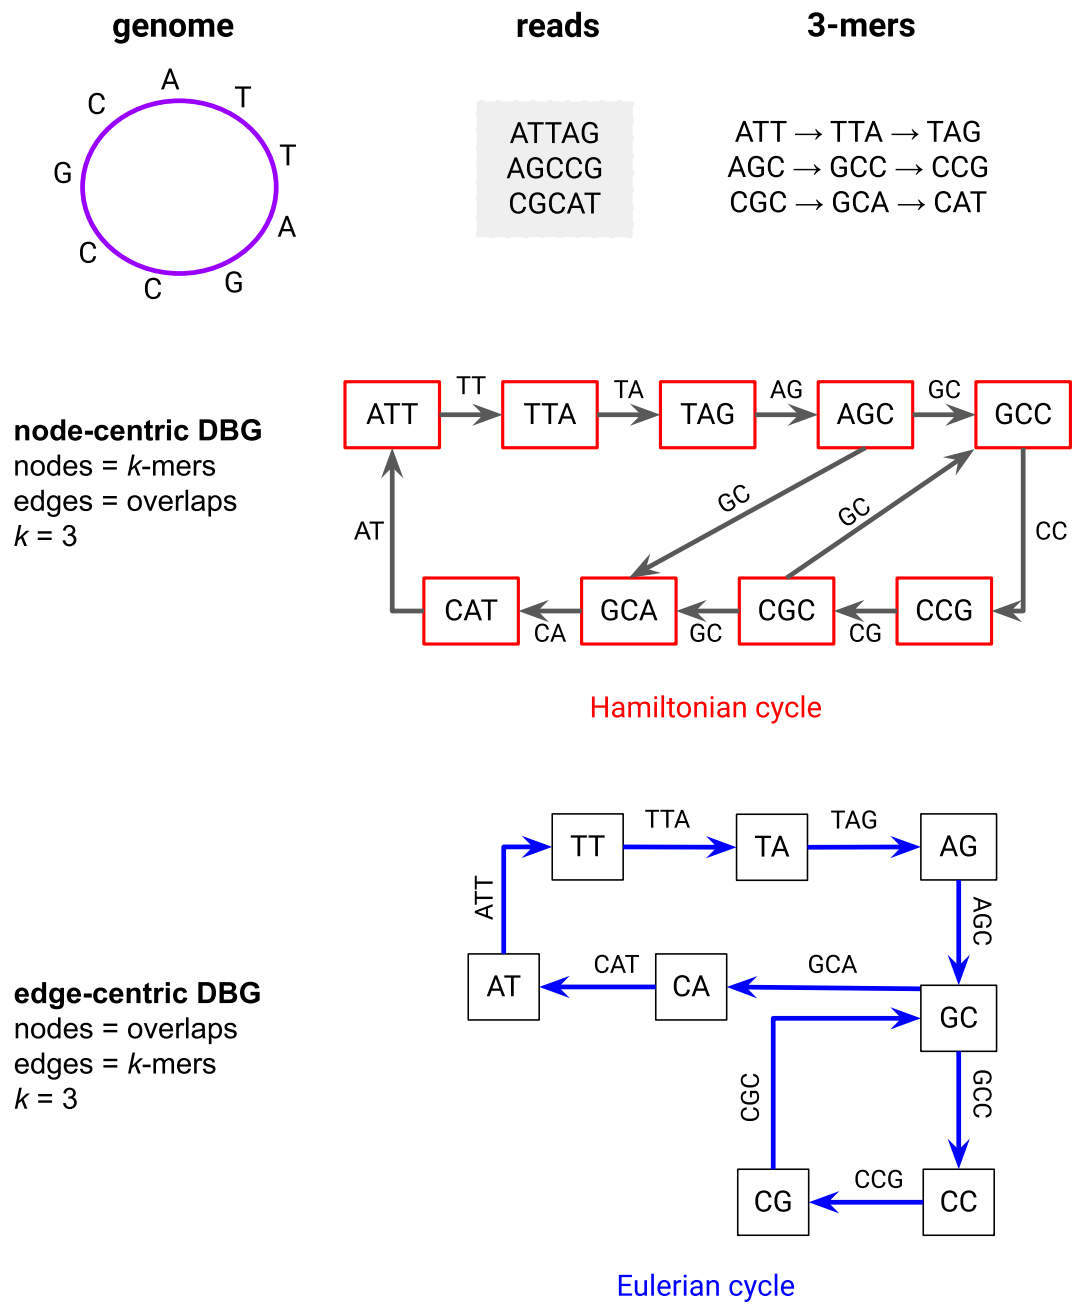 genome
reads
3-mers
A
T
T
A
G
C
C
G
C
ATTAG
AGCCG
CGCAT
ATT → TTA → TAG
AGC → GCC → CCG
CGC → GCA → CAT
node-centric DBG
nodes = k-mers
edges = overlaps
k = 3
TT
TA
AG
GC
ATT
TTA
TAG
AGC
GCC
GC
GC
AT
CC
CAT
GCA
CGC
CCG
CA
GC
CG
Hamiltonian cycle
edge-centric DBG
nodes = overlaps
edges = k-mers
k = 3
TTA
TAG
TT
TA
AG
ATT
AGC
CAT
GCA
AT
CA
GC
CGC
GCC
CCG
CG
CC
Eulerian cycle